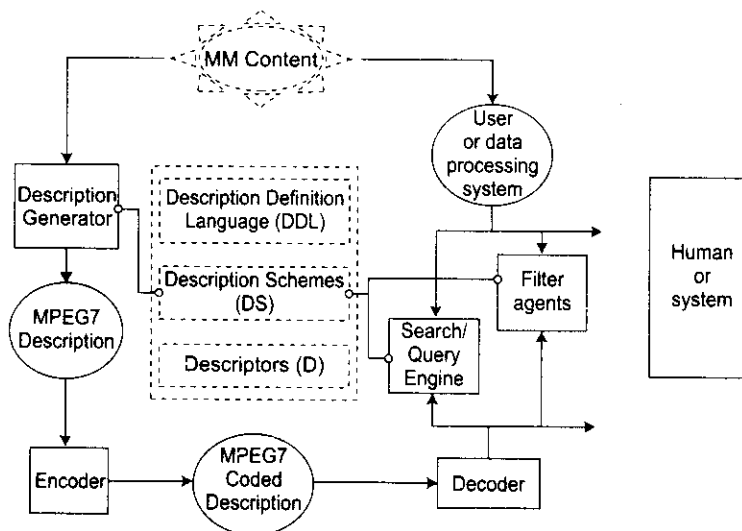 MM Content
User
or data
processing
system
Description
Generator
Description Definition
Language (DDL)
Description Schemes
(DS)
Descriptors (D)
Filter
agents
Human
or
system
MPEG7
Description
Search/
Query
Engine
Encoder
MPEG7
Coded
Description
Decoder